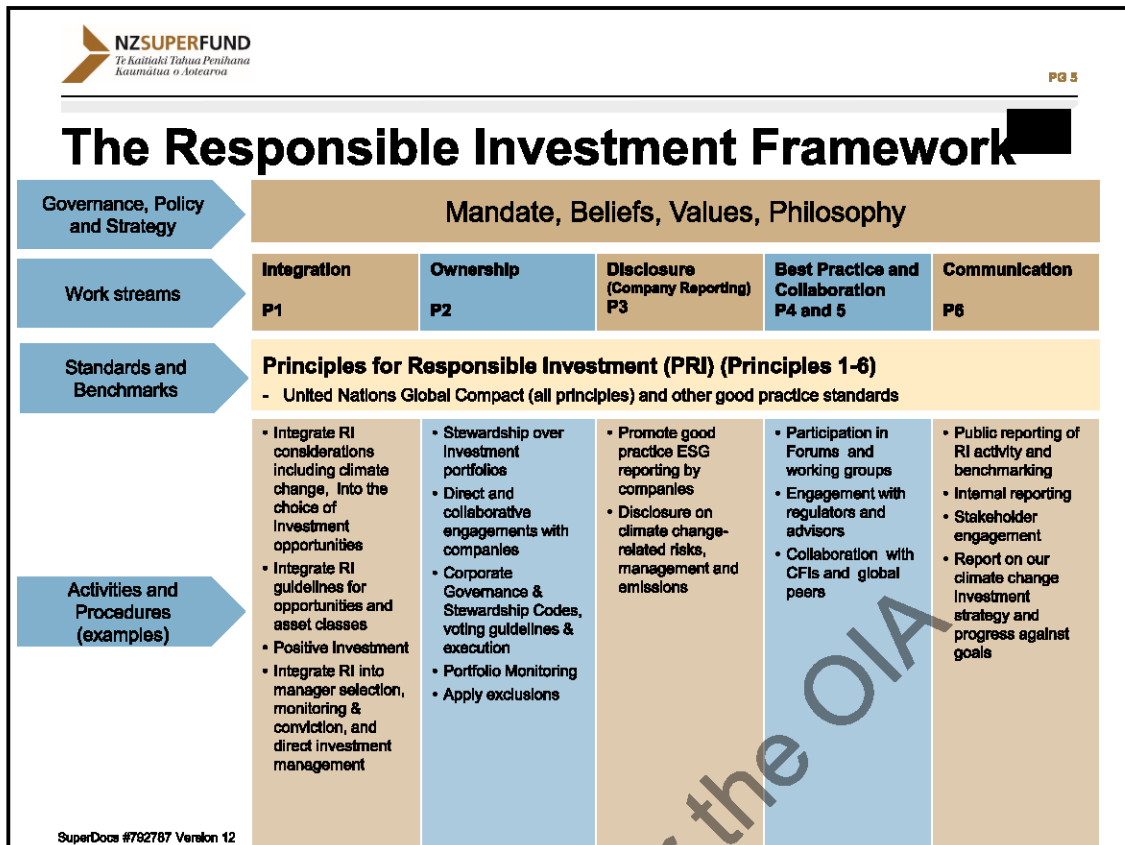 NZSUPERFUND
Te Kaitiaki Tahua Penihana
Kaumātua o Aotearoa
PG 5
The Responsible Investment Framework
Governance, Policy
and Strategy
Mandate, Beliefs, Values, Philosophy
Work streams
Integration
P1
Ownership
P2
Disclosure
(Company Reporting)
P3
Best Practice and
Collaboration
P4 and 5
Communication
P6
Standards and
Benchmarks
Principles for Responsible Investment (PRI) (Principles 1-6)
- United Nations Global Compact (all principles) and other good practice standards
Activities and
Procedures
(examples)
• Integrate RI
considerations
including climate
change, Into the
choice of
Investment
opportunities
• Integrate RI
guidelines for
opportunities and
asset classes
• Positive Investment
• Integrate RI into
manager selection,
monitoring &
conviction, and
direct investment
management
• Stewardship over
Investment
portfolios
• Direct and
collaborative
engagements with
companies
• Corporate
Governance &
Stewardship Codes,
voting guidelines &
execution
• Portfolio Monitoring
• Apply exclusions
• Promote good
practice ESG
reporting by
companies
• Disclosure on
climate change-
related risks,
management and
emissions
• Participation in
Forums and
working groups
• Engagement with
regulators and
advisors
• Collaboration with
CFIs and global
peers
• Public reporting of
RI activity and
benchmarking
• Internal reporting
• Stakeholder
engagement
• Report on our
climate change
Investment
strategy and
progress against
goals
the OIA
SuperDocs #792787 Version 12